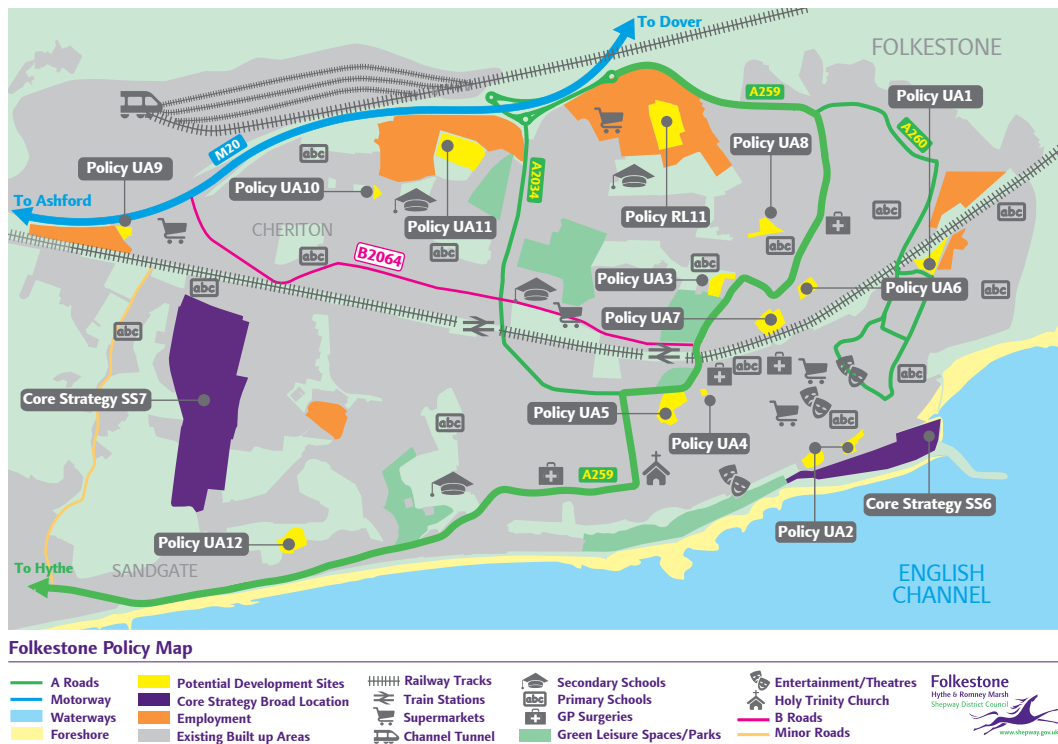 To Dover
FOLKESTONE
A259
Policy UA1
A260
M20
Policy UA8
abc
Policy UA9
A2034
Policy UA10
To Ashford
Policy UA11
Policy RL11
abc
abc
CHERITON
abc
abc
B2064
abc
abc
Policy UA3
abc
Policy UA6
abc
abc
Policy UA7
abc
abc
abc
Core Strategy SS7
Policy UA5
abc
Policy UA4
abc
A259
Core Strategy SS6
Policy UA2
Policy UA12
To Hythe
SANDGATE
ENGLISH
CHANNEL
Folkestone Policy Map
A Roads
Motorway
Waterways
Foreshore
Potential Development Sites
Core Strategy Broad Location
Employment
Existing Built up Areas
Railway Tracks
Train Stations
Supermarkets
Channel Tunnel
Secondary Schools
abc Primary Schools
GP Surgeries
Green Leisure Spaces/Parks
Entertainment/Theatres
Holy Trinity Church
B Roads
Minor Roads
Folkestone
Hythe & Romney Marsh
Shepway District Council
www.shepway.gov.uk